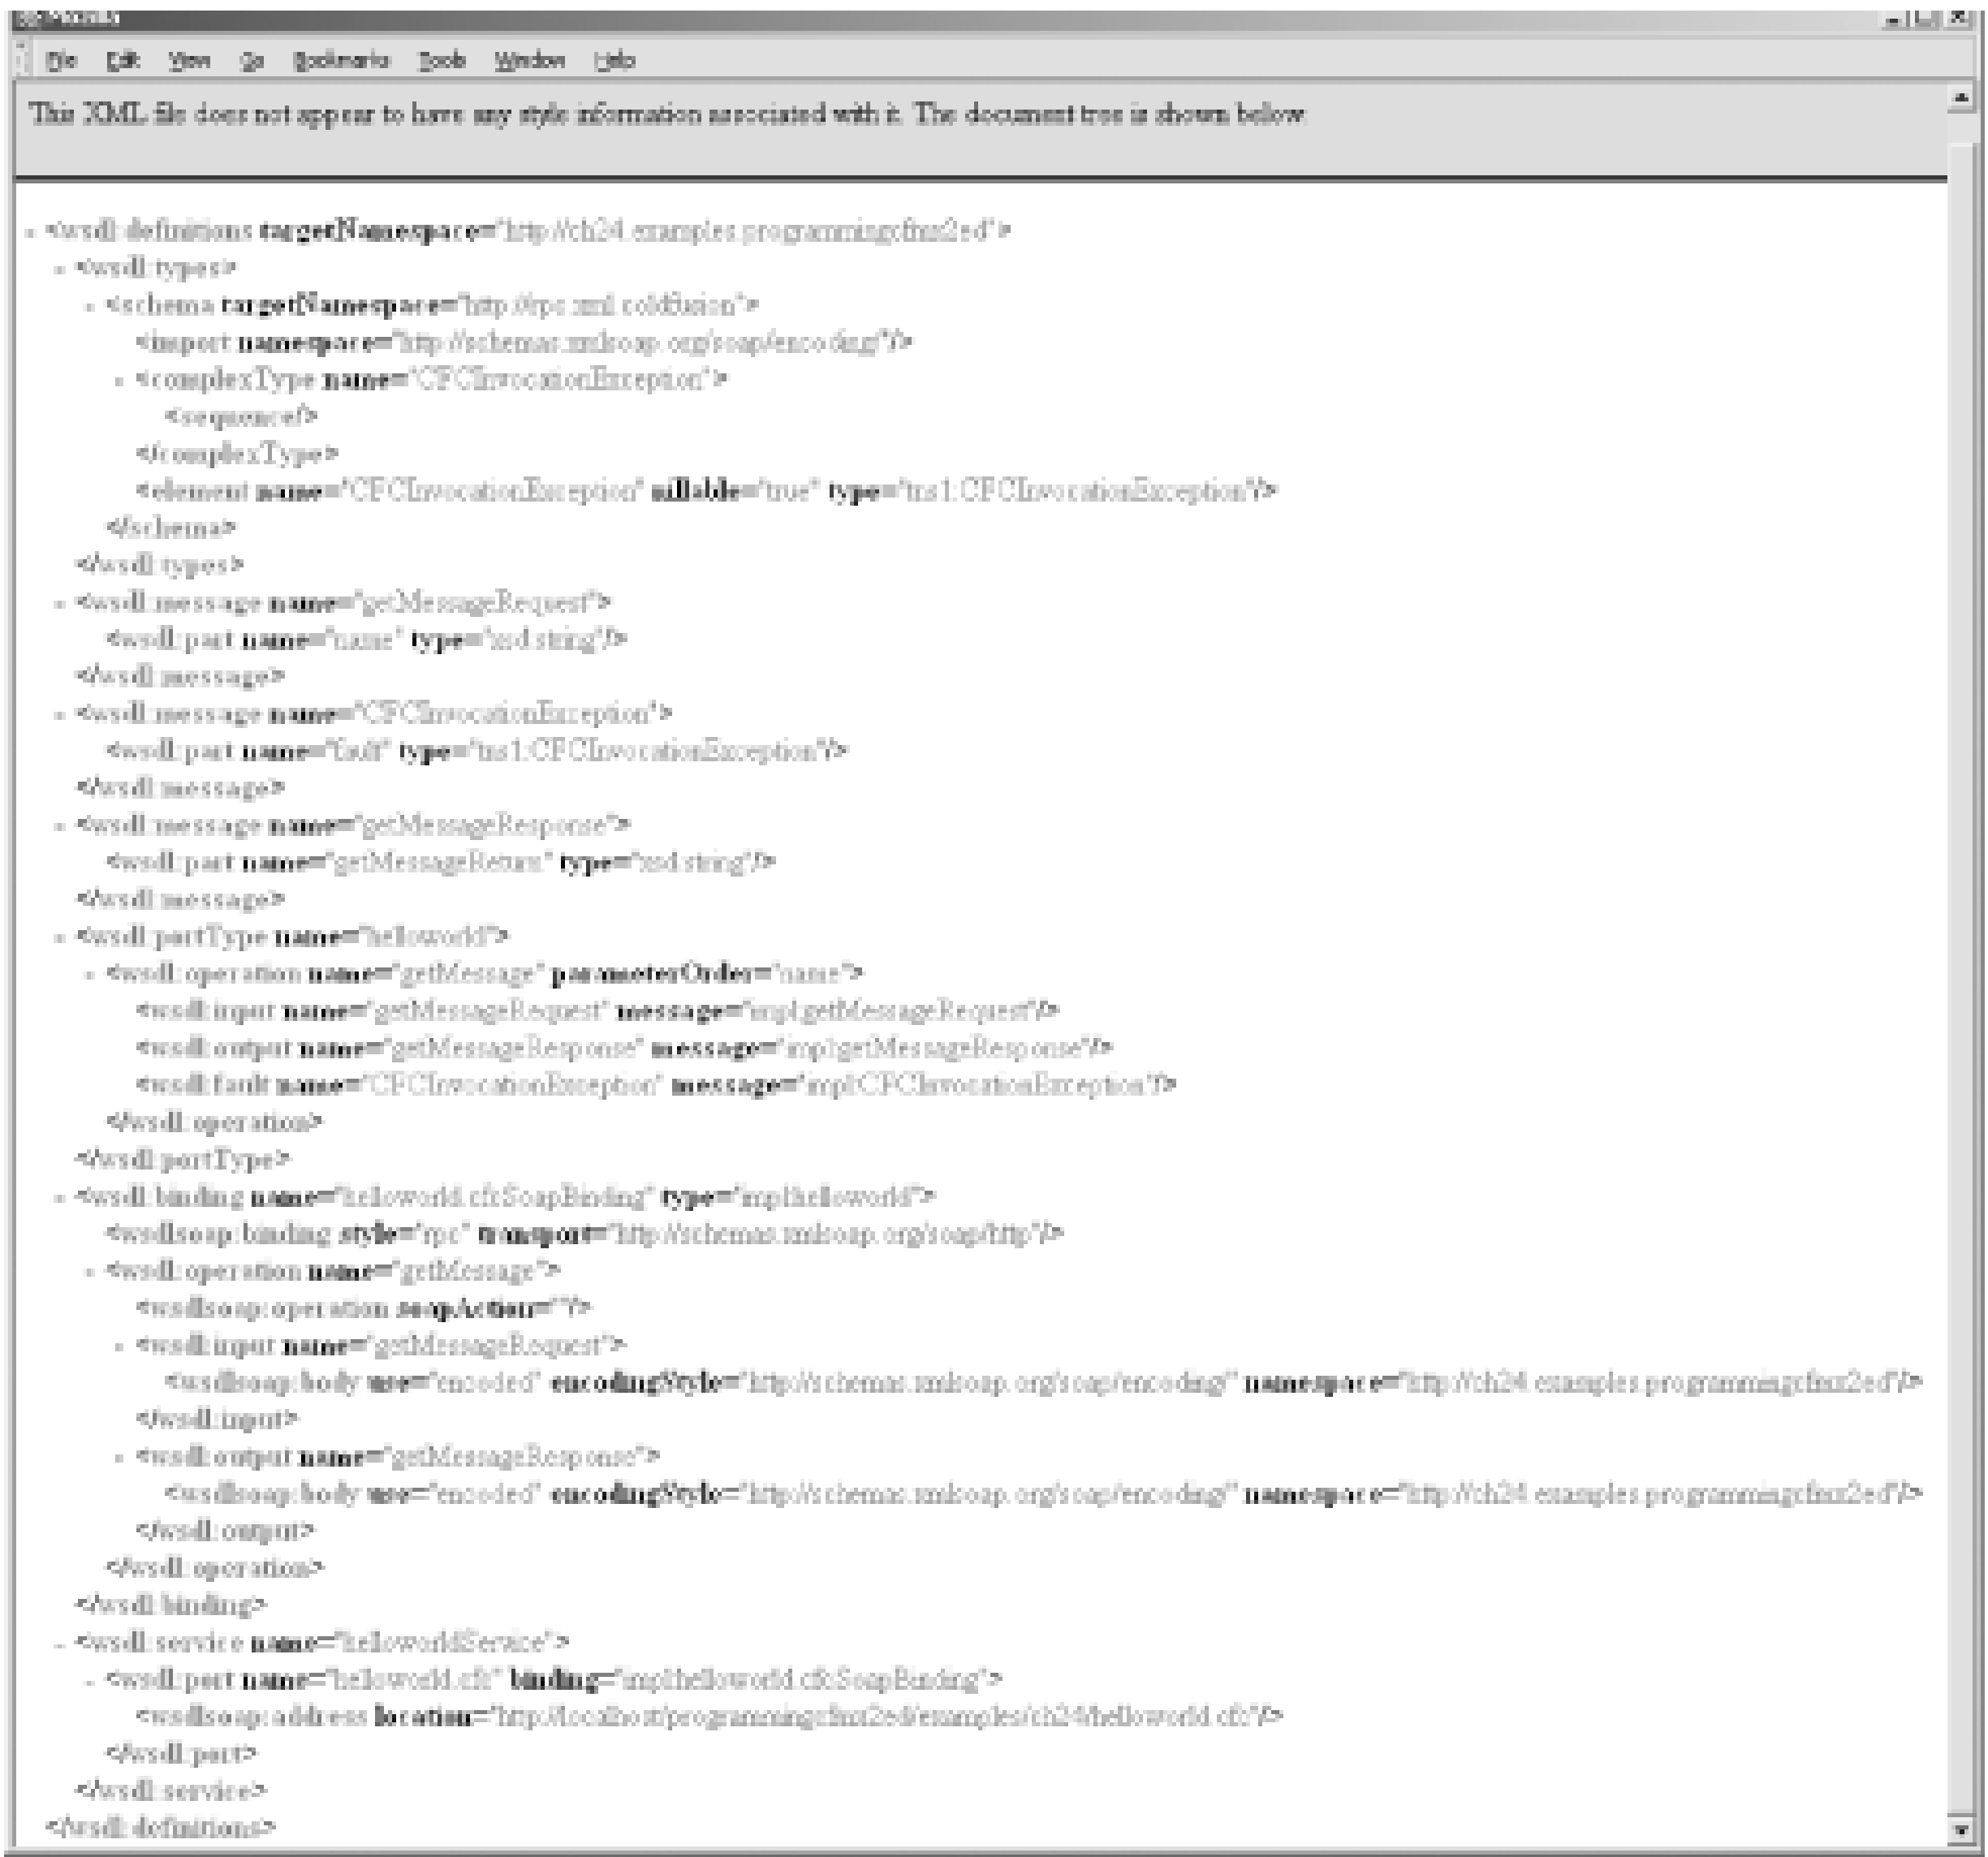 Mozilla
File Edit View Go Bookmarks Tools Window Help
This XML file does not appear to have any style information associated with it. The document tree is shown below.
- <wsdl:definitions targetNamespace="http://ch24.examples.programmingcfmx2ed">
- <wsdl:types>
- <schema targetNamespace="http://rpc.xml.coldfusion">
<import namespace="http://schemas.xmlsoap.org/soap/encoding/"/>
- <complexType name="CFCInvocationException">
<sequence/>
</complexType>
<element name="CFCInvocationException" nillable="true" type="tns1:CFCInvocationException"/>
</schema>
</wsdl:types>
- <wsdl:message name="getMessageRequest">
<wsdl:part name="name" type="xsd:string"/>
</wsdl:message>
- <wsdl:message name="CFCInvocationException">
<wsdl:part name="fault" type="tns1:CFCInvocationException"/>
</wsdl:message>
- <wsdl:message name="getMessageResponse">
<wsdl:part name="getMessageReturn" type="xsd:string"/>
</wsdl:message>
- <wsdl:portType name="helloworld">
- <wsdl:operation name="getMessage" parameterOrder="name">
<wsdl:input name="getMessageRequest" message="impl:getMessageRequest"/>
<wsdl:output name="getMessageResponse" message="impl:getMessageResponse"/>
<wsdl:fault name="CFCInvocationException" message="impl:CFCInvocationException"/>
</wsdl:operation>
</wsdl:portType>
- <wsdl:binding name="helloworld.cfcSoapBinding" type="impl:helloworld">
<wsdlsoap:binding style="rpc" transport="http://schemas.xmlsoap.org/soap/http"/>
- <wsdl:operation name="getMessage">
<wsdlsoap:operation soapAction=""/>
- <wsdl:input name="getMessageRequest">
<wsdlsoap:body use="encoded" encodingStyle="http://schemas.xmlsoap.org/soap/encoding/" namespace="http://ch24.examples.programmingcfmx2ed"/>
</wsdl:input>
- <wsdl:output name="getMessageResponse">
<wsdlsoap:body use="encoded" encodingStyle="http://schemas.xmlsoap.org/soap/encoding/" namespace="http://ch24.examples.programmingcfmx2ed"/>
</wsdl:output>
</wsdl:operation>
</wsdl:binding>
- <wsdl:service name="helloworldService">
- <wsdl:port name="helloworld.cfc" binding="impl:helloworld.cfcSoapBinding">
<wsdlsoap:address location="http://localhost/programmingcfmx2ed/examples/ch24/helloworld.cfc"/>
</wsdl:port>
</wsdl:service>
</wsdl:definitions>